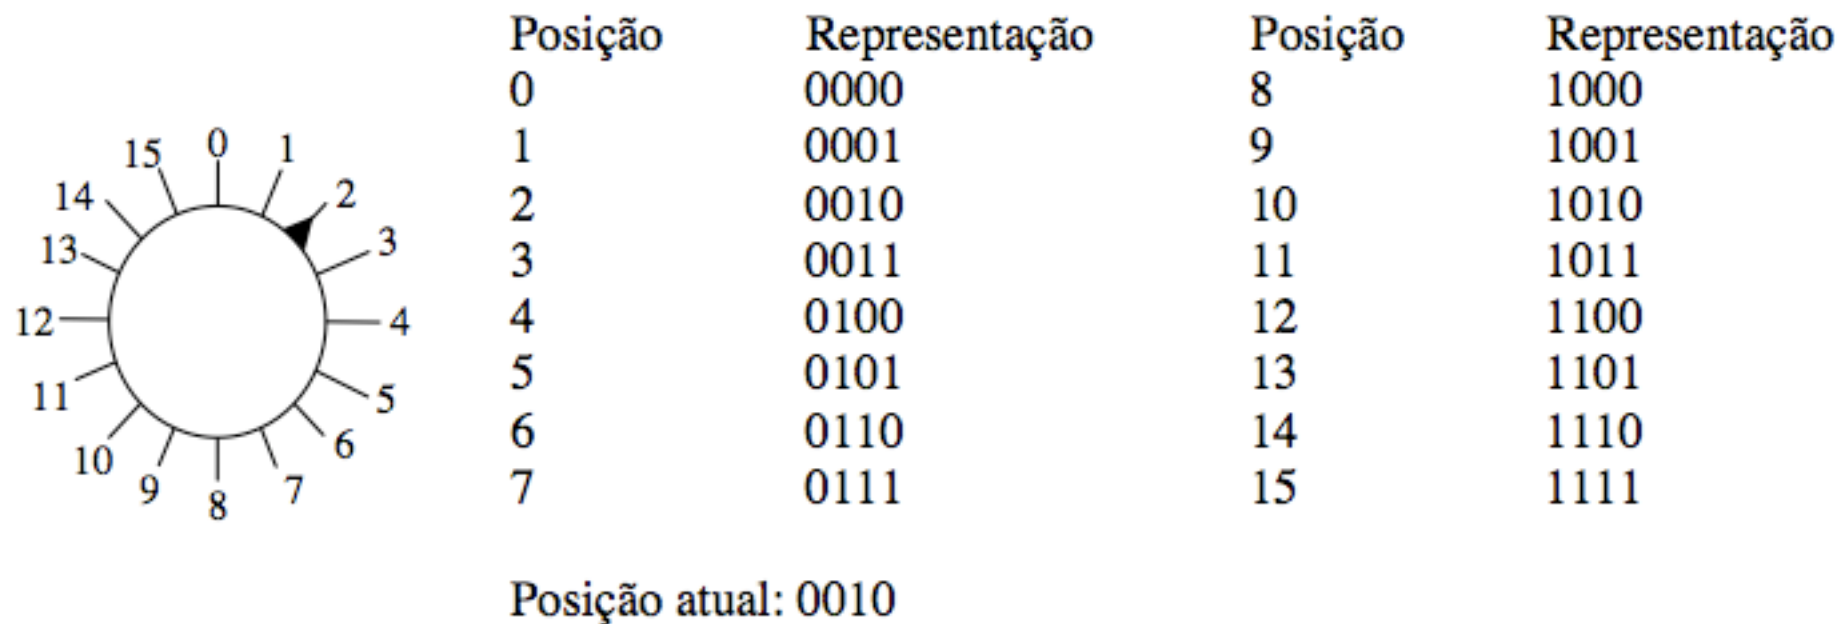 Posição Representação Posição Representação
0 0000 8 1000
1 0001 9 1001
2 0010 10 1010
3 0011 11 1011
4 0100 12 1100
5 0101 13 1101
6 0110 14 1110
7 0111 15 1111
Posição atual: 0010
0
1
2
3
4
5
6
7
8
9
10
11
12
13
14
15